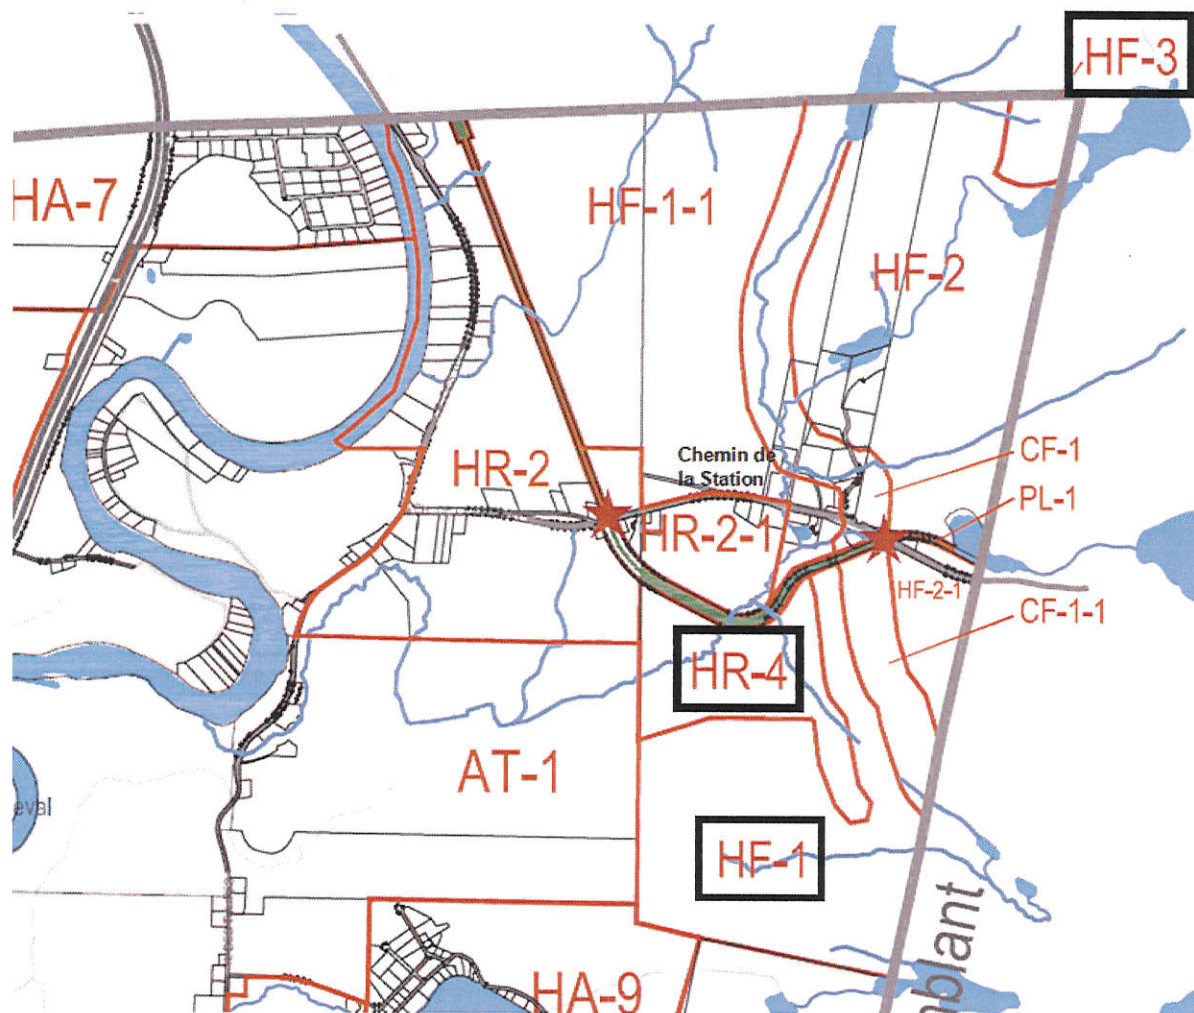 HF-3
HA-7
HF-1-1
HF-2
HR-2
Chemin de
la Station
CF-1
PL-1
HR-2-1
HF-2-1
CF-1-1
HR-4
AT-1
eval
HF-1
mblant
HA-9